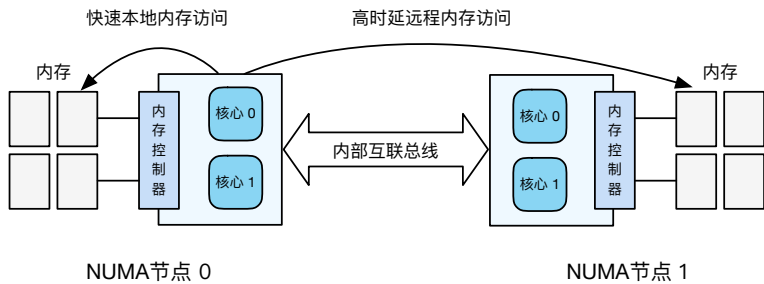 快速本地内存访问
高时延远程内存访问
内存
内存
核心 0
核心 0
内存控制器
内部互联总线
内存控制器
核心 1
核心 1
NUMA节点 0
NUMA节点 1